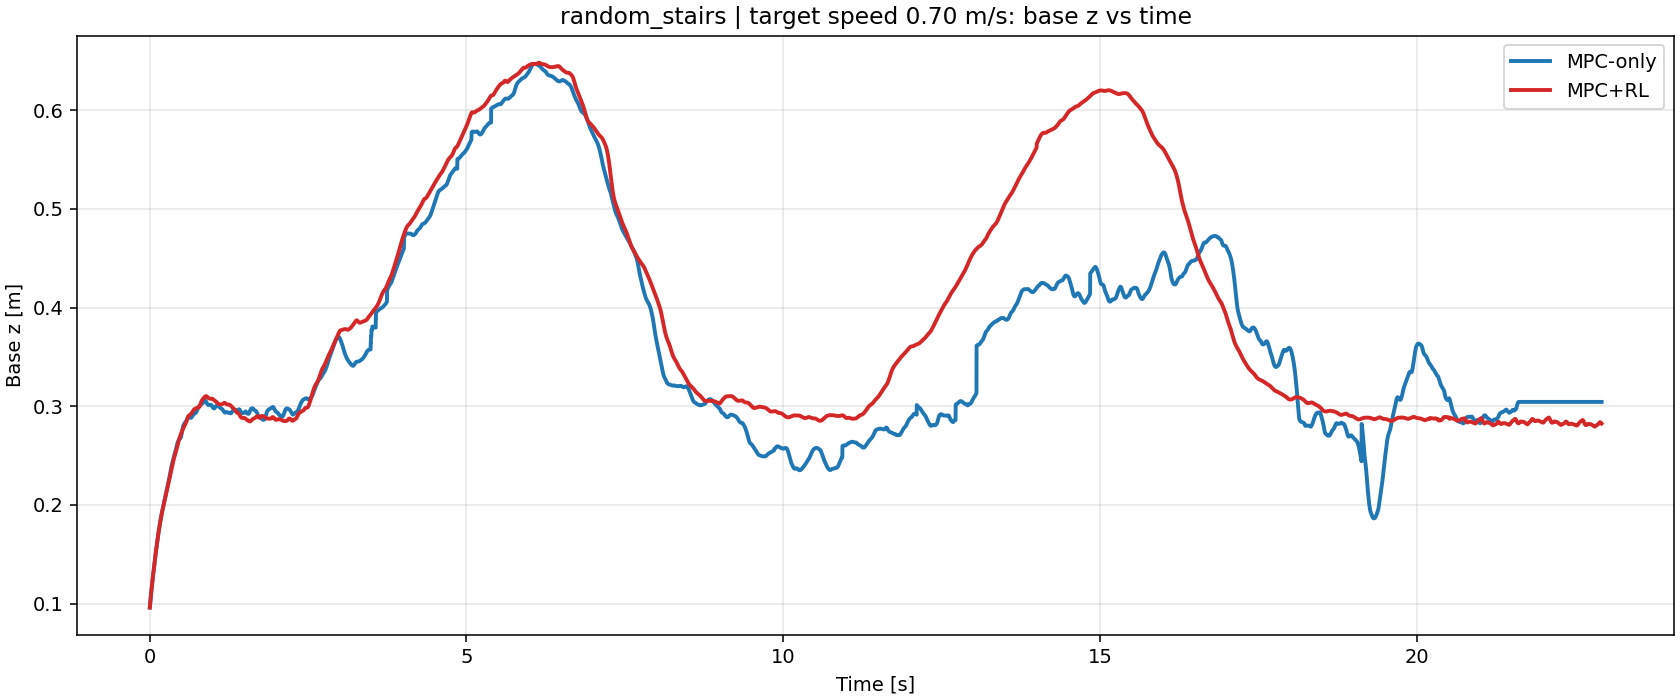 random_stairs | target speed 0.70 m/s: base z vs time
MPC-only
MPC+RL
Base z [m]
0.6
0.5
0.4
0.3
0.2
0.1
0 5 10 15 20
Time [s]